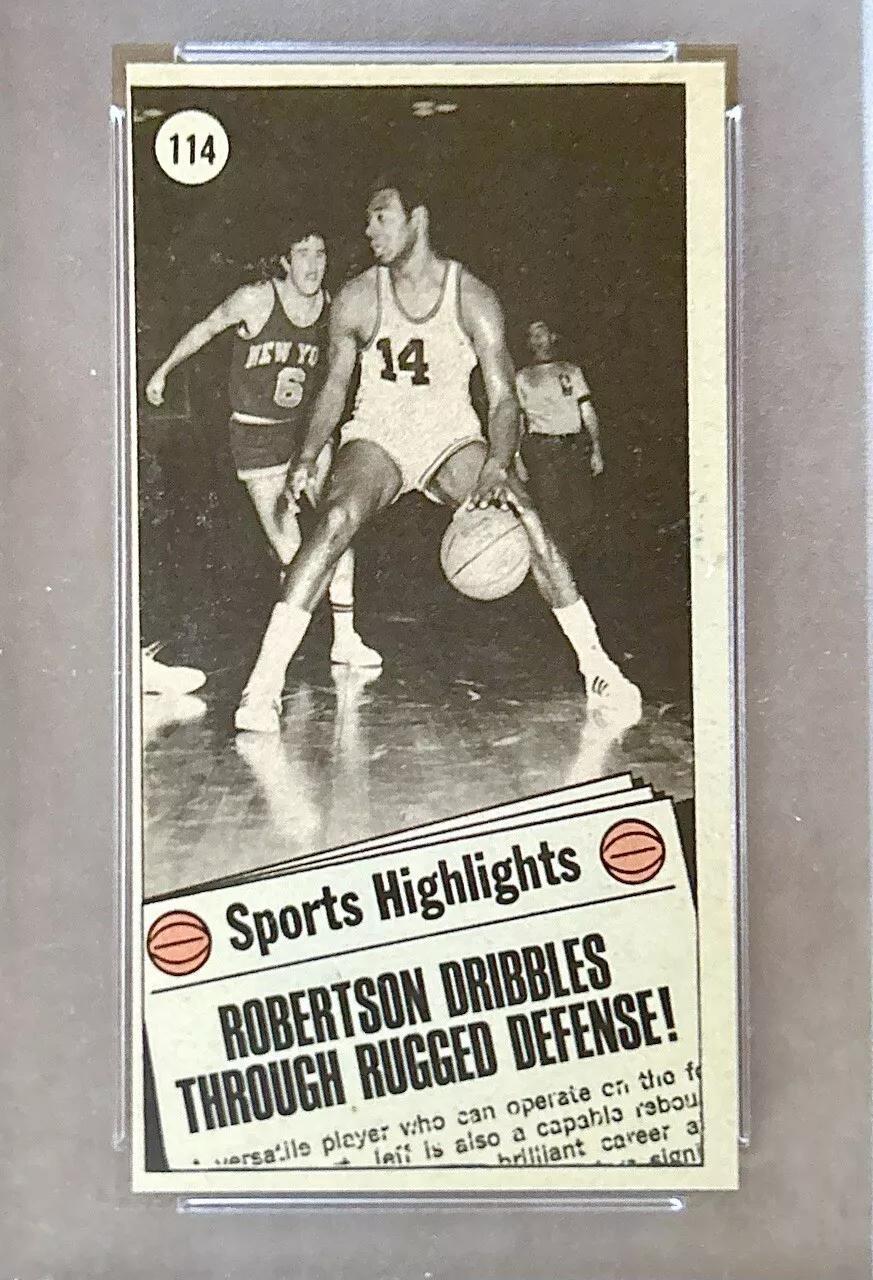 114
NEW YO
6
14
Sports Highlights
ROBERTSON DRIBBLES
THROUGH RUGGED DEFENSE!
player who can operate on the
is also a capable rebou
brilliant career a